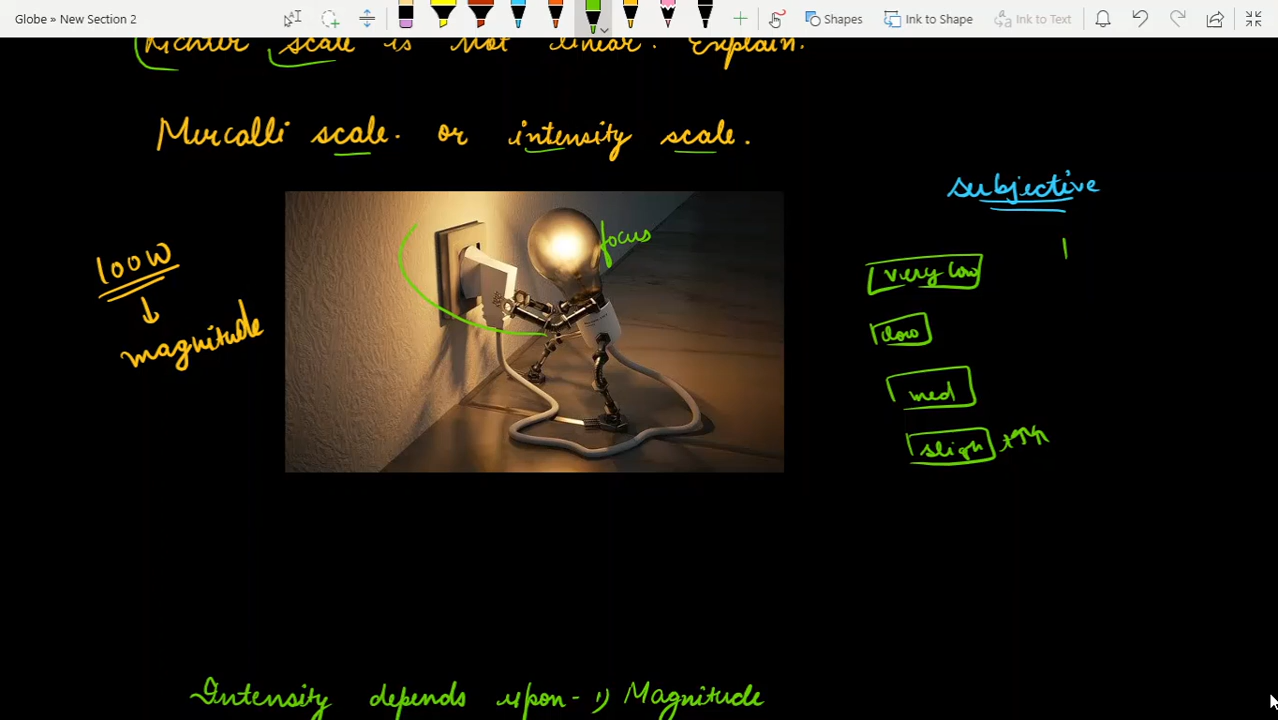 Globe » New Section 2
Shapes
Ink to Shape
Ink to Text
Richter scale is not linear. Explain.
Mercalli scale. or intensity scale.
subjective
focus
100W
very low
magnitude
low
med
sligh
Intensity depends upon- 1) Magnitude